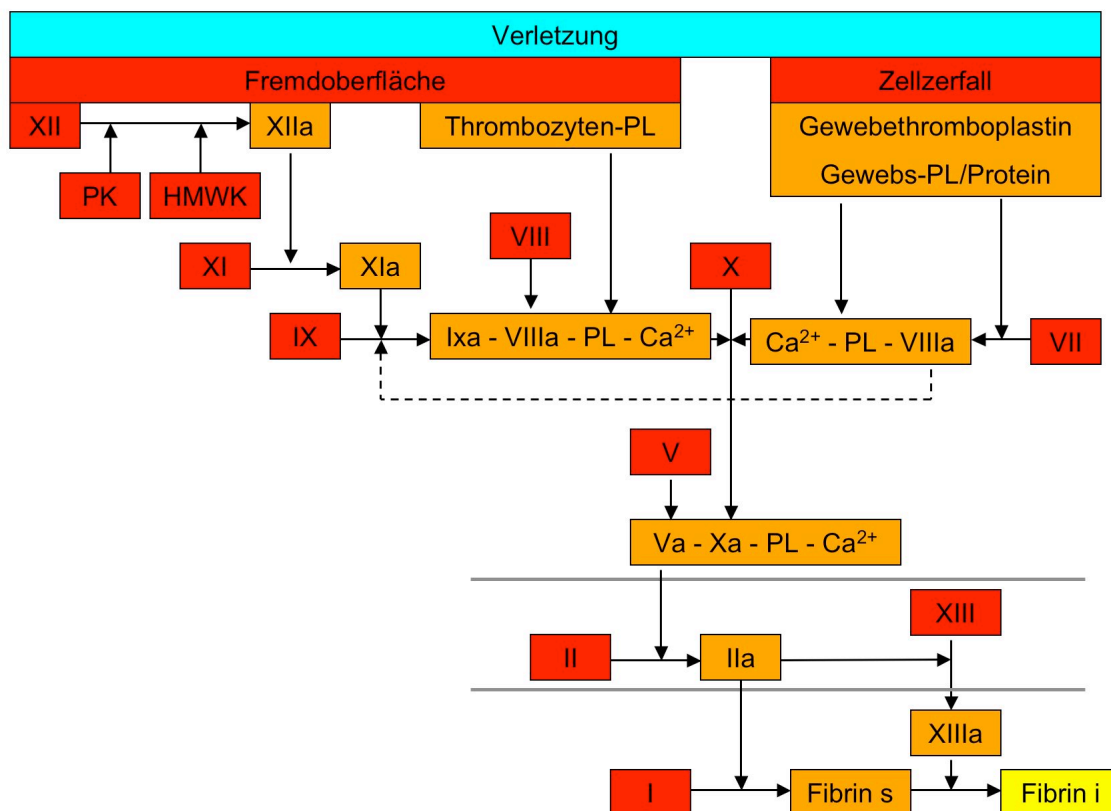 Verletzung
Fremdoberfläche
Zellzerfall
XII
XIIa
Thrombozyten-PL
Gewebethromboplastin
Gewebs-PL/Protein
PK
HMWK
VIII
X
XI
XIa
IX
Ixa - VIIIa - PL - Ca²⁺
Ca²⁺ - PL - VIIIa
VII
V
Va - Xa - PL - Ca²⁺
XIII
II
IIa
XIIIa
I
Fibrin s
Fibrin i